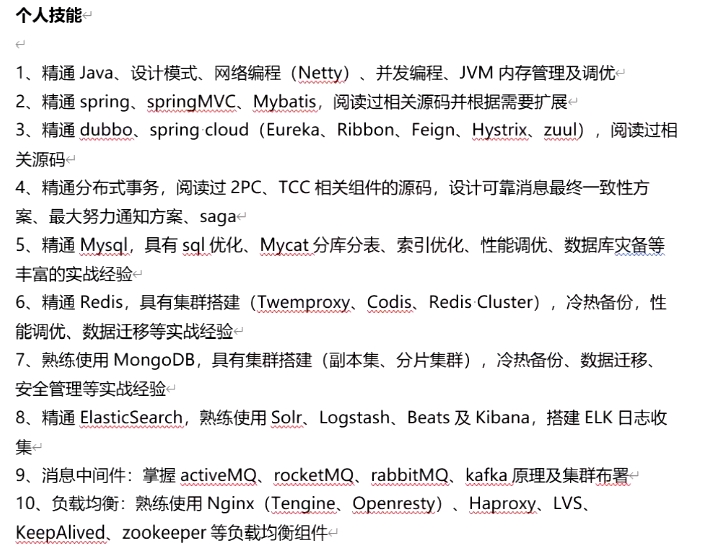 个人技能
1、精通 Java、设计模式、网络编程（Netty）、并发编程、JVM 内存管理及调优
2、精通 spring、springMVC、Mybatis，阅读过相关源码并根据需要扩展
3、精通 dubbo、spring cloud（Eureka、Ribbon、Feign、Hystrix、zuul），阅读过相
关源码
4、精通分布式事务，阅读过 2PC、TCC 相关组件的源码，设计可靠消息最终一致性方
案、最大努力通知方案、saga
5、精通 Mysql，具有 sql 优化、Mycat 分库分表、索引优化、性能调优、数据库灾备等
丰富的实战经验
6、精通 Redis，具有集群搭建（Twemproxy、Codis、Redis Cluster），冷热备份，性
能调优、数据迁移等实战经验
7、熟练使用 MongoDB，具有集群搭建（副本集、分片集群），冷热备份、数据迁移、
安全管理等实战经验
8、精通 ElasticSearch，熟练使用 Solr、Logstash、Beats 及 Kibana，搭建 ELK 日志收
集
9、消息中间件：掌握 activeMQ、rocketMQ、rabbitMQ、kafka 原理及集群布署
10、负载均衡：熟练使用 Nginx（Tengine、Openresty）、Haproxy、LVS、
KeepAlived、zookeeper 等负载均衡组件